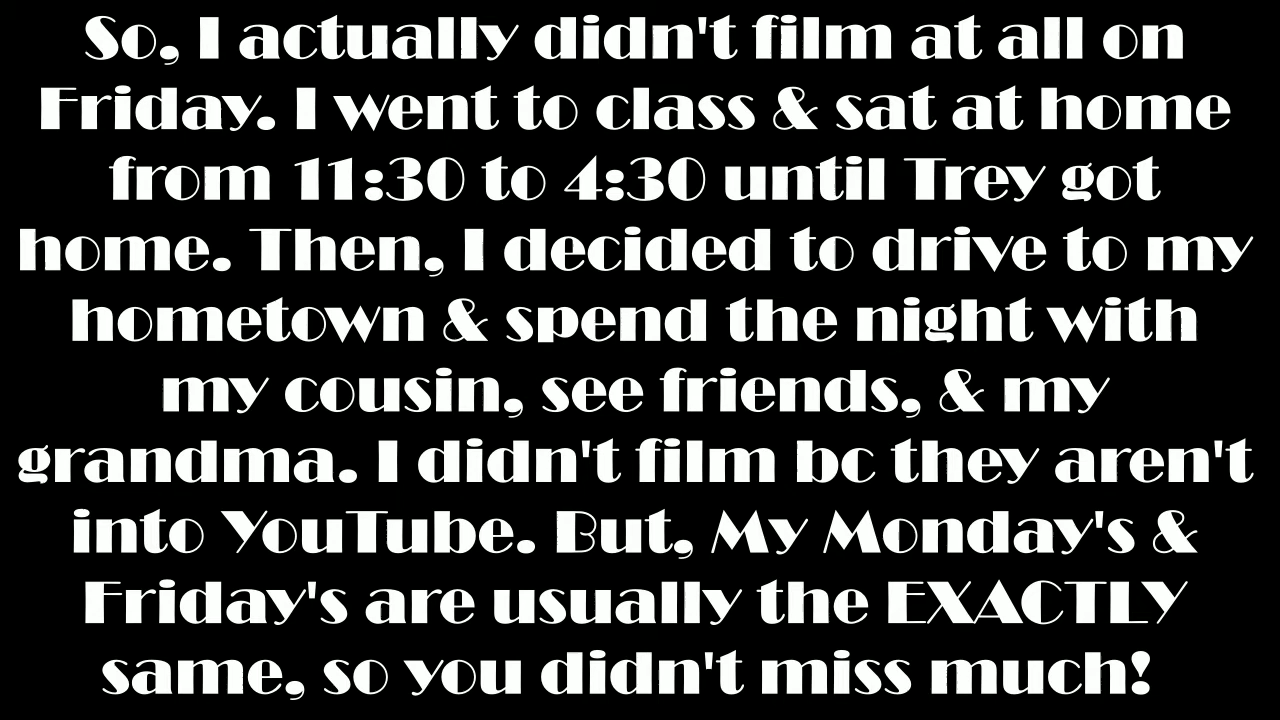 So, I actually didn't film at all on
Friday. I went to class & sat at home
from 11:30 to 4:30 until Trey got
home. Then, I decided to drive to my
hometown & spend the night with
my cousin, see friends, & my
grandma. I didn't film bc they aren't
into YouTube. But, My Monday's &
Friday's are usually the EXACTLY
same, so you didn't miss much!